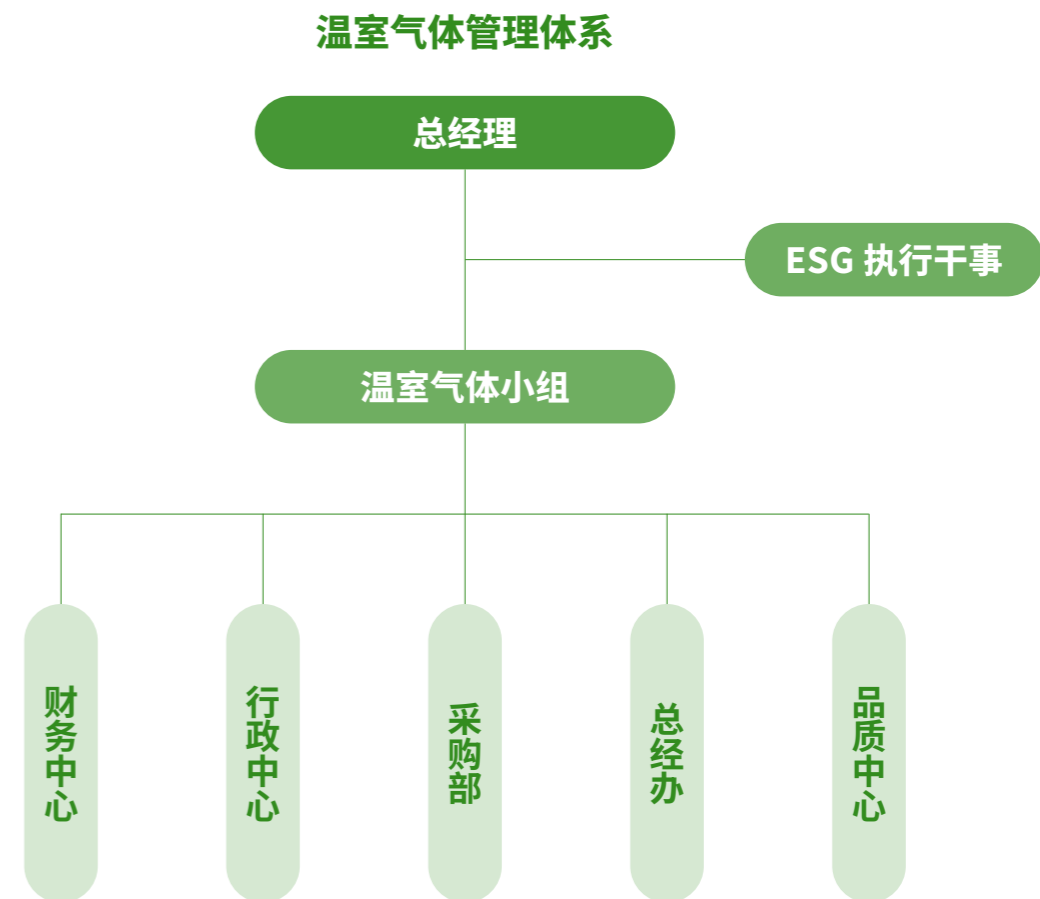 温室气体管理体系
总经理
ESG 执行干事
温室气体小组
财务中心
行政中心
采购部
总经办
品质中心